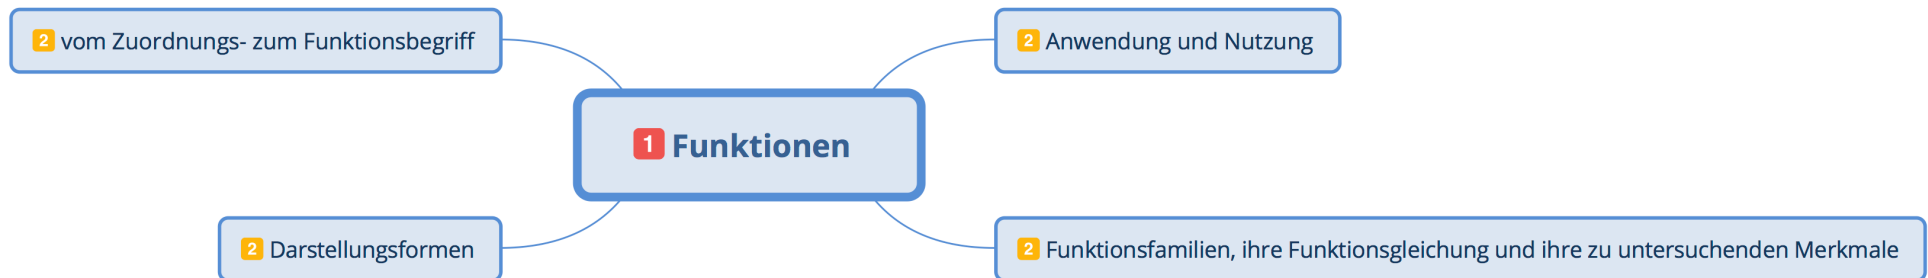 2 vom Zuordnungs- zum Funktionsbegriff
2 Anwendung und Nutzung
1 Funktionen
2 Darstellungsformen
2 Funktionsfamilien, ihre Funktionsgleichung und ihre zu untersuchenden Merkmale